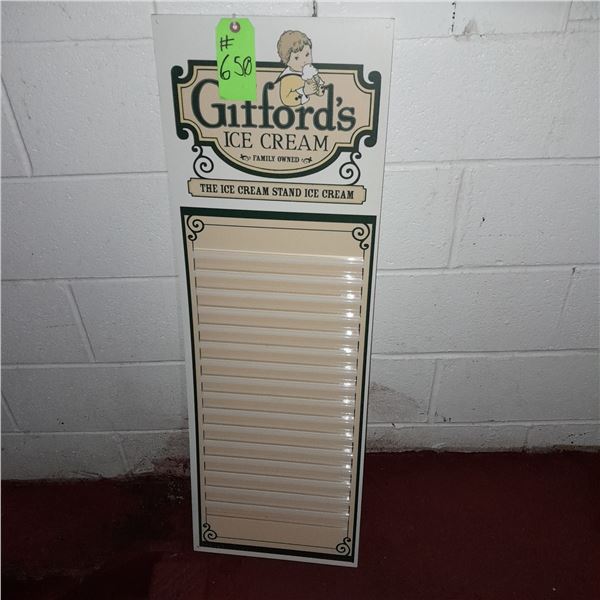 #
650
Gifford's
ICE CREAM
FAMILY OWNED
THE ICE CREAM STAND ICE CREAM